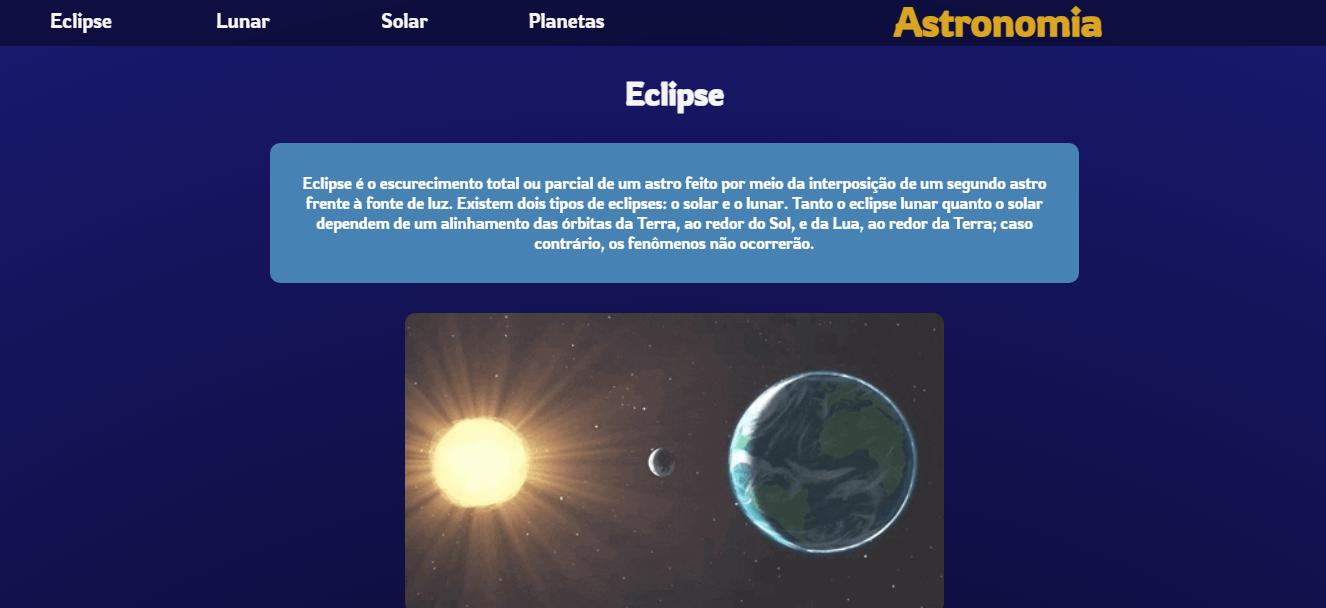 Eclipse
Lunar
Solar
Planetas
Astronomia
Eclipse
Eclipse é o escurecimento total ou parcial de um astro feito por meio da interposição de um segundo astro
frente à fonte de luz. Existem dois tipos de eclipses: o solar e o lunar. Tanto o eclipse lunar quanto o solar
dependem de um alinhamento das órbitas da Terra, ao redor do Sol, e da Lua, ao redor da Terra; caso
contrário, os fenômenos não ocorrerão.